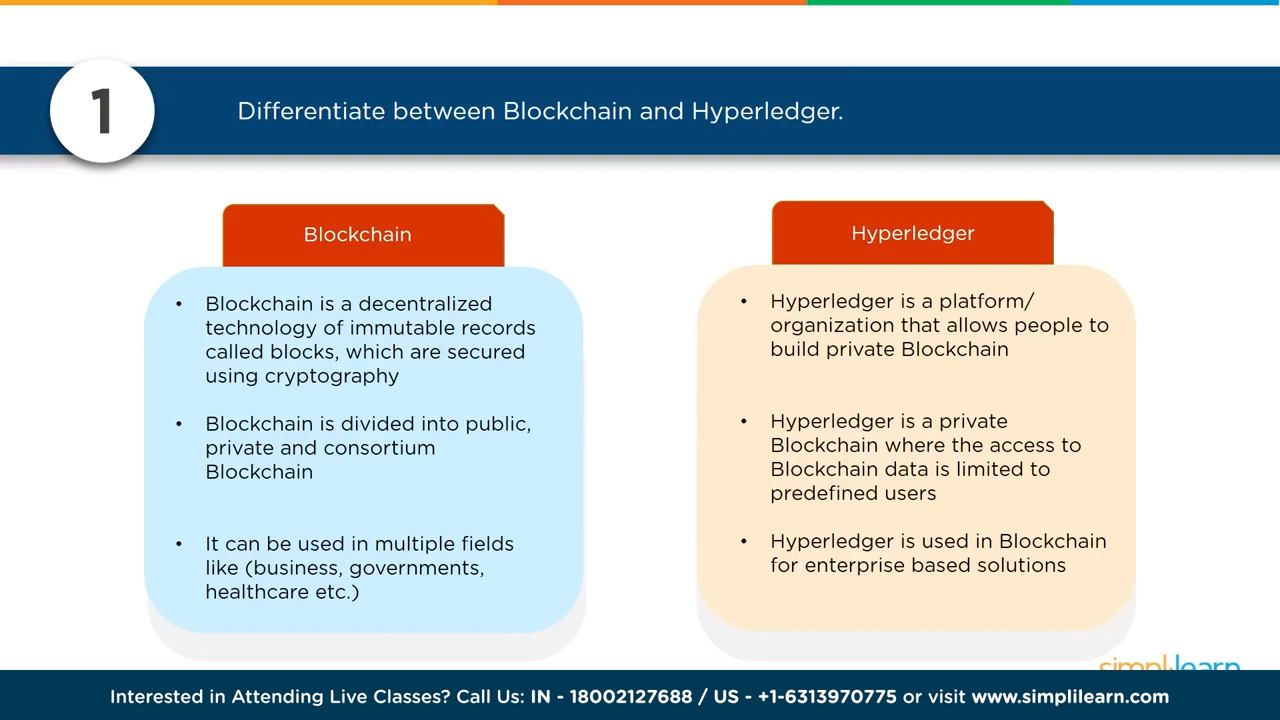 1
Differentiate between Blockchain and Hyperledger.
Blockchain
• Blockchain is a decentralized
technology of immutable records
called blocks, which are secured
using cryptography
• Blockchain is divided into public,
private and consortium
Blockchain
• It can be used in multiple fields
like (business, governments,
healthcare etc.)
Hyperledger
• Hyperledger is a platform/
organization that allows people to
build private Blockchain
• Hyperledger is a private
Blockchain where the access to
Blockchain data is limited to
predefined users
• Hyperledger is used in Blockchain
for enterprise based solutions
simplilearn
Interested in Attending Live Classes? Call Us: IN - 18002127688 / US - +1-6313970775 or visit www.simplilearn.com